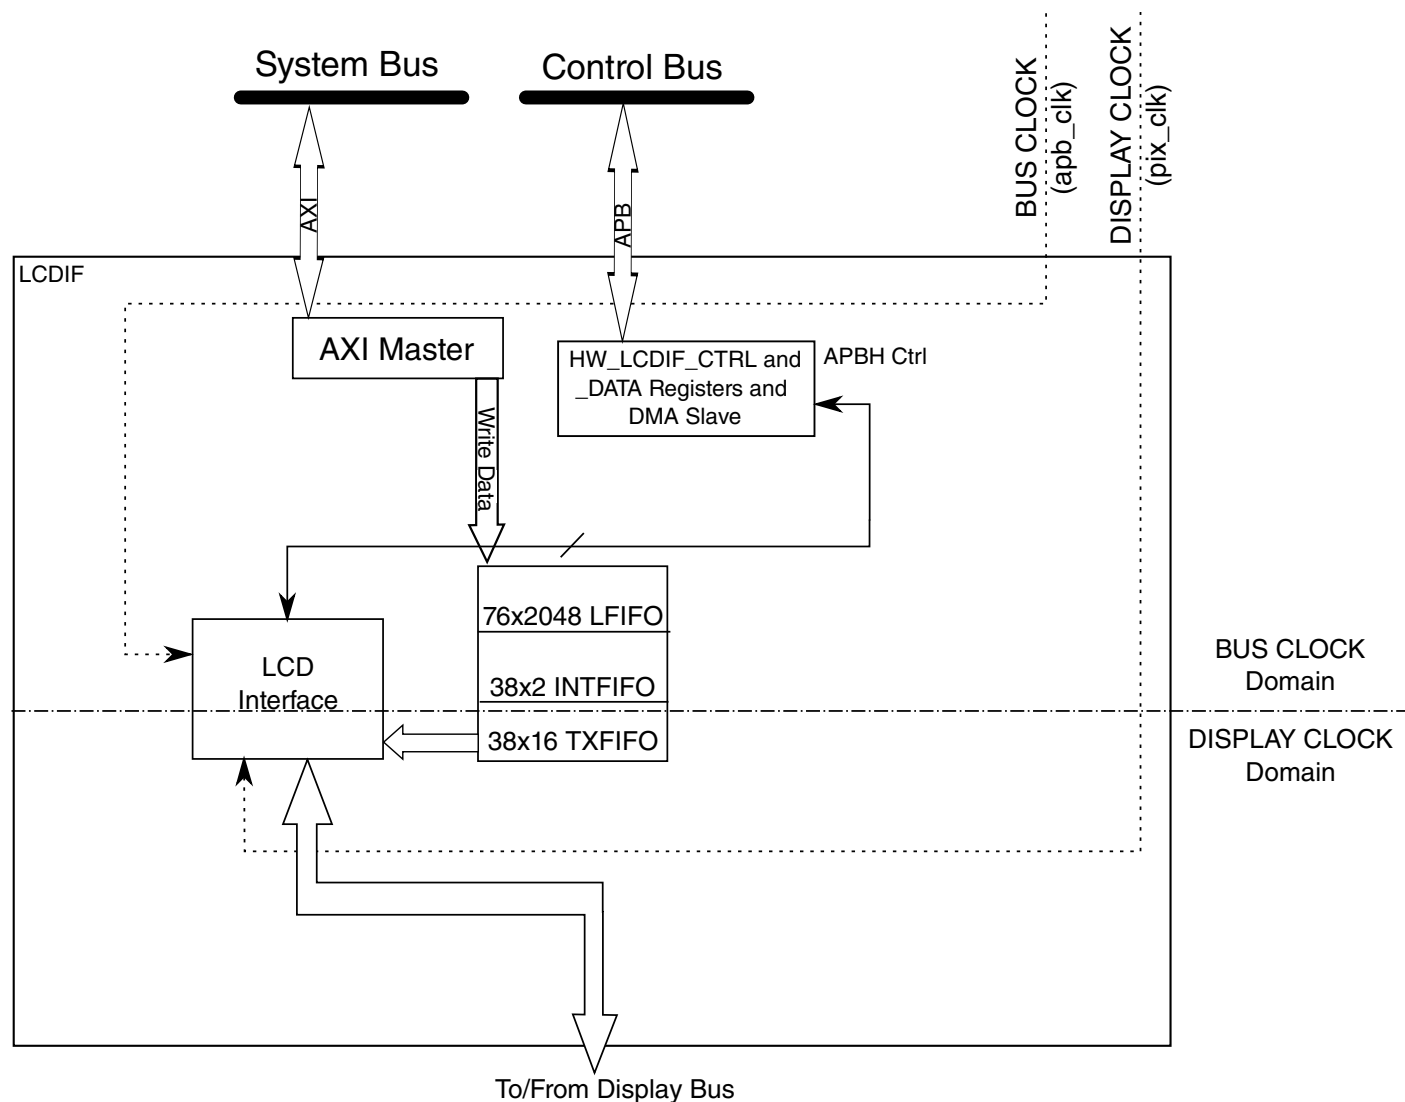 System Bus
Control Bus
BUS CLOCK
(apb_clk)
DISPLAY CLOCK
(pix_clk)
AXI
APB
LCDIF
AXI Master
HW_LCDIF_CTRL and
_DATA Registers and
DMA Slave
APBH Ctrl
Write Data
76x2048 LFIFO
38x2 INTFIFO
38x16 TXFIFO
LCD
Interface
BUS CLOCK
Domain
DISPLAY CLOCK
Domain
To/From Display Bus